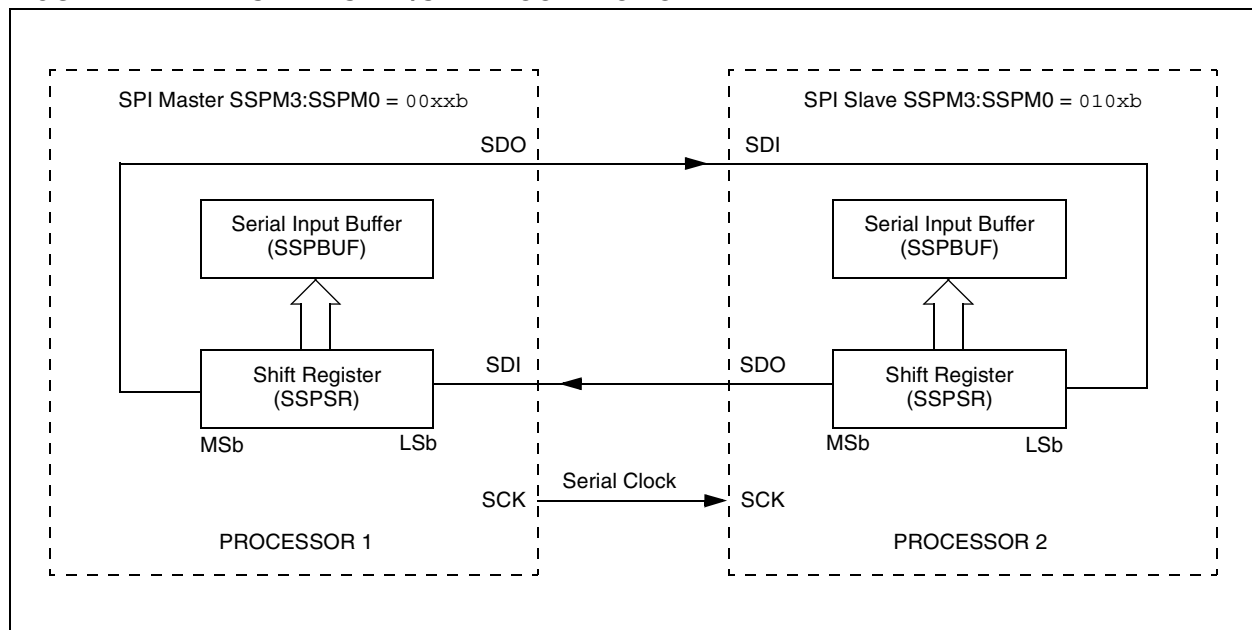 SPI Master SSPM3:SSPM0 = 00xxb
SPI Slave SSPM3:SSPM0 = 010xb
SDO
SDI
Serial Input Buffer
(SSPBUF)
Serial Input Buffer
(SSPBUF)
Shift Register
(SSPSR)
SDI
SDO
Shift Register
(SSPSR)
MSb
LSb
MSb
LSb
SCK
Serial Clock
SCK
PROCESSOR 1
PROCESSOR 2